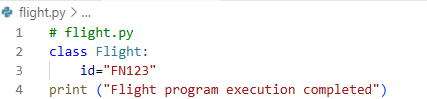 flight.py > ...
1 # flight.py
2 class Flight:
3     id="FN123"
4 print ("Flight program execution completed")